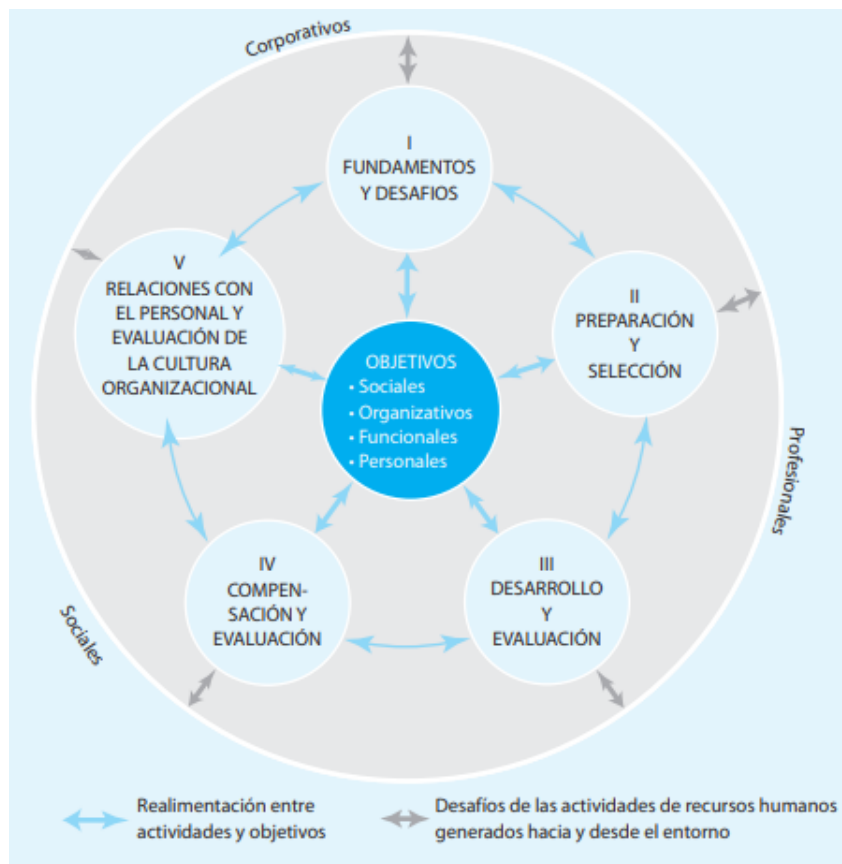 Corporativos
I
FUNDAMENTOS
Y DESAFIOS
V
RELACIONES CON
EL PERSONAL Y
EVALUACIÓN DE
LA CULTURA
ORGANIZACIONAL
II
PREPARACIÓN
Y
SELECCIÓN
OBJETIVOS
• Sociales
• Organizativos
• Funcionales
• Personales
Profesionales
IV
COMPEN-
SACIÓN Y
EVALUACIÓN
III
DESARROLLO
Y
EVALUACIÓN
Sociales
Realimentación entre
actividades y objetivos
Desafíos de las actividades de recursos humanos
generados hacia y desde el entorno